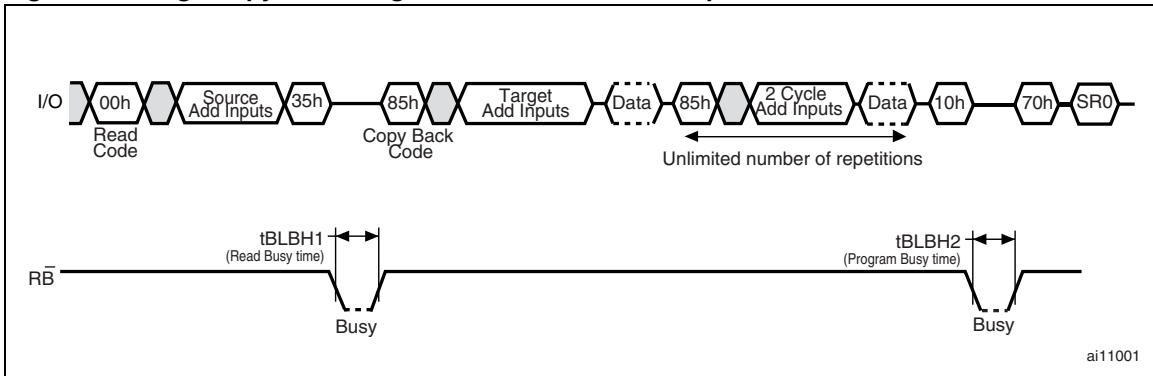 I/O 00h Source Add Inputs 35h 85h Target Add Inputs Data 85h 2 Cycle Add Inputs Data 10h 70h SR0
Read Code
Copy Back Code
Unlimited number of repetitions
tBLBH1
(Read Busy time)
tBLBH2
(Program Busy time)
RB̅
Busy
Busy
ai11001